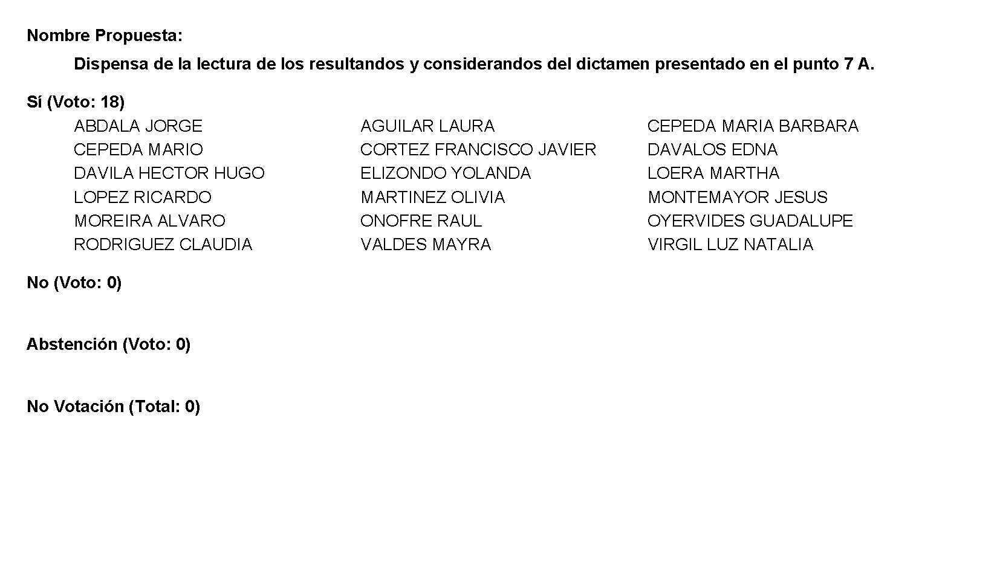 Nombre Propuesta:
Dispensa de la lectura de los resultandos y considerandos del dictamen presentado en el punto 7 A.
Sí (Voto: 18)
ABDALA JORGE AGUILAR LAURA CEPEDA MARIA BARBARA
CEPEDA MARIO CORTEZ FRANCISCO JAVIER DAVALOS EDNA
DAVILA HECTOR HUGO ELIZONDO YOLANDA LOERA MARTHA
LOPEZ RICARDO MARTINEZ OLIVIA MONTEMAYOR JESUS
MOREIRA ALVARO ONOFRE RAUL OYERVIDES GUADALUPE
RODRIGUEZ CLAUDIA VALDES MAYRA VIRGIL LUZ NATALIA
No (Voto: 0)
Abstención (Voto: 0)
No Votación (Total: 0)